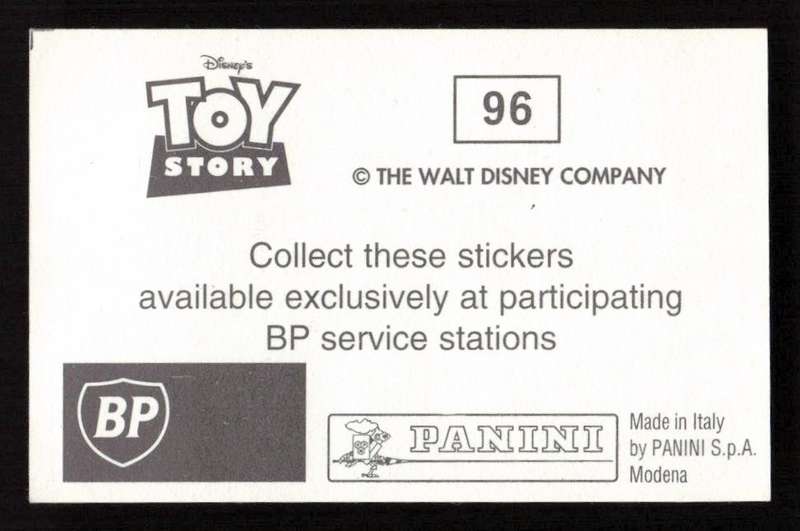 Disney's
TOY
STORY
96
© THE WALT DISNEY COMPANY
Collect these stickers
available exclusively at participating
BP service stations
BP
PANINI
Made in Italy
by PANINI S.p.A.
Modena